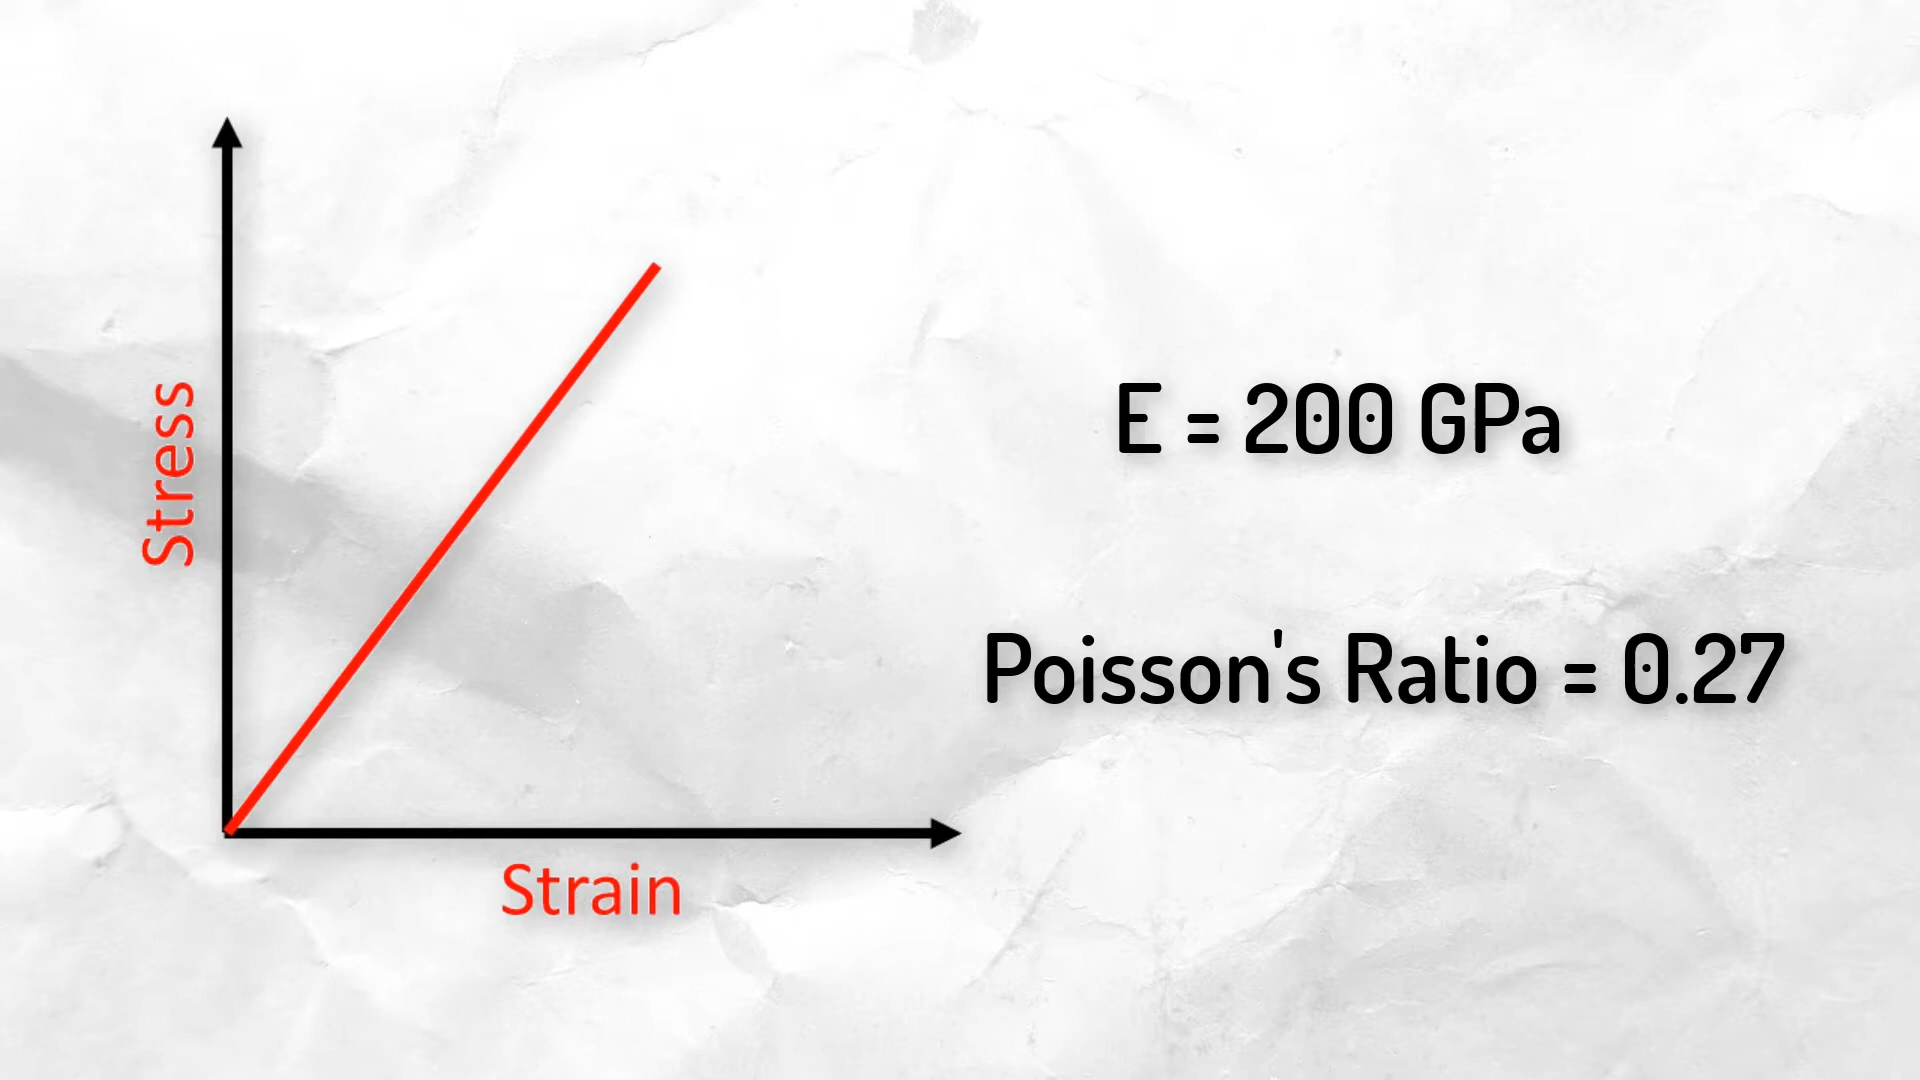 Stress
Strain
E = 200 GPa
Poisson's Ratio = 0.27